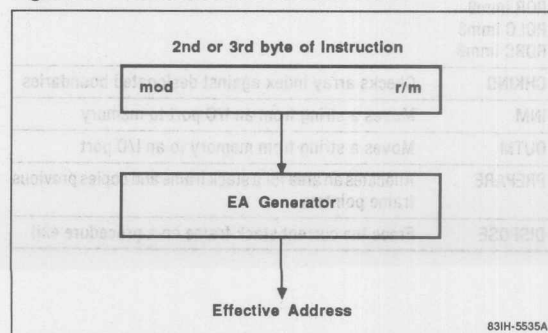 2nd or 3rd byte of Instruction
mod r/m
EA Generator
Effective Address
83IH-5535A